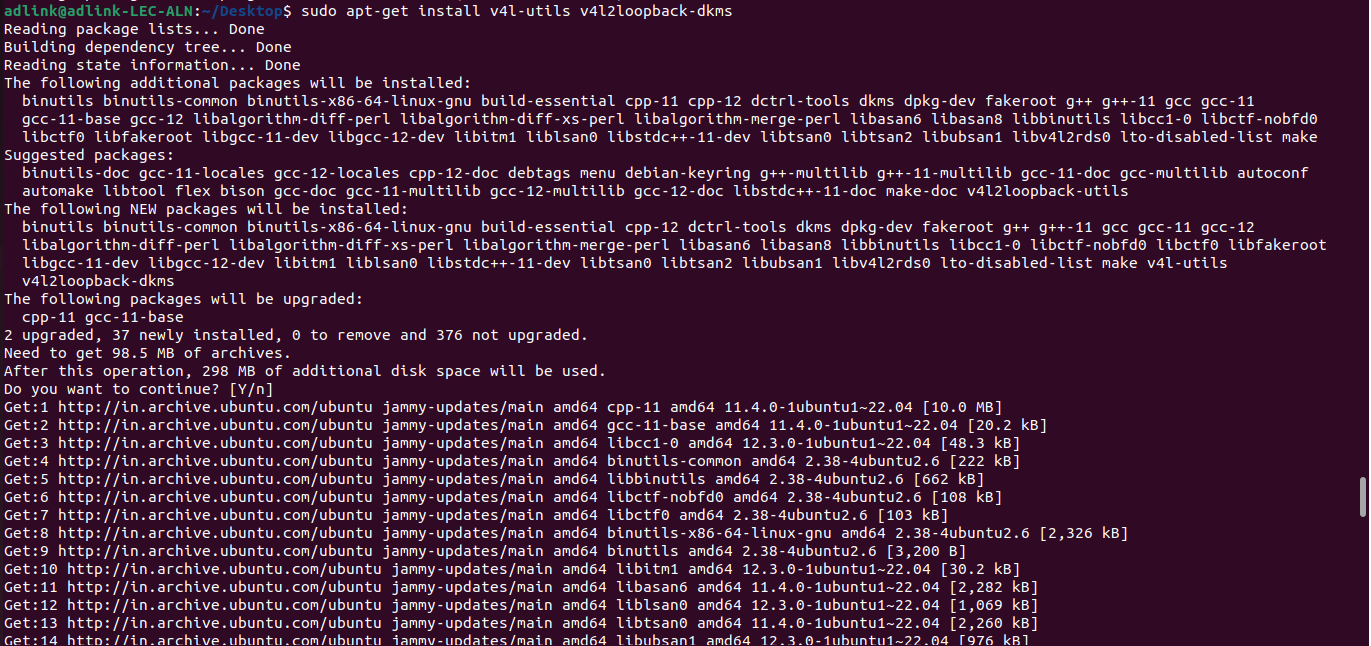 adlink@adlink-LEC-ALN:~/Desktop$ sudo apt-get install v4l-utils v4l2loopback-dkms
Reading package lists... Done
Building dependency tree... Done
Reading state information... Done
The following additional packages will be installed:
  binutils binutils-common binutils-x86-64-linux-gnu build-essential cpp-11 cpp-12 dctrl-tools dkms dpkg-dev fakeroot g++ g++-11 gcc gcc-11
  gcc-11-base gcc-12 libalgorithm-diff-perl libalgorithm-diff-xs-perl libalgorithm-merge-perl libasan6 libasan8 libbinutils libcc1-0 libctf-nobfd0
  libctf0 libfakeroot libgcc-11-dev libgcc-12-dev libitm1 liblsan0 libstdc++-11-dev libtsan0 libtsan2 libubsan1 libv4l2rds0 lto-disabled-list make
Suggested packages:
  binutils-doc gcc-11-locales gcc-12-locales cpp-12-doc debtags menu debian-keyring g++-multilib g++-11-multilib gcc-11-doc gcc-multilib autoconf
  automake libtool flex bison gcc-doc gcc-11-multilib gcc-12-multilib gcc-12-doc libstdc++-11-doc make-doc v4l2loopback-utils
The following NEW packages will be installed:
  binutils binutils-common binutils-x86-64-linux-gnu build-essential cpp-12 dctrl-tools dkms dpkg-dev fakeroot g++ g++-11 gcc gcc-11 gcc-12
  libalgorithm-diff-perl libalgorithm-diff-xs-perl libalgorithm-merge-perl libasan6 libasan8 libbinutils libcc1-0 libctf-nobfd0 libctf0 libfakeroot
  libgcc-11-dev libgcc-12-dev libitm1 liblsan0 libstdc++-11-dev libtsan0 libtsan2 libubsan1 libv4l2rds0 lto-disabled-list make v4l-utils
  v4l2loopback-dkms
The following packages will be upgraded:
  cpp-11 gcc-11-base
2 upgraded, 37 newly installed, 0 to remove and 376 not upgraded.
Need to get 98.5 MB of archives.
After this operation, 298 MB of additional disk space will be used.
Do you want to continue? [Y/n]
Get:1 http://in.archive.ubuntu.com/ubuntu jammy-updates/main amd64 cpp-11 amd64 11.4.0-1ubuntu1~22.04 [10.0 MB]
Get:2 http://in.archive.ubuntu.com/ubuntu jammy-updates/main amd64 gcc-11-base amd64 11.4.0-1ubuntu1~22.04 [20.2 kB]
Get:3 http://in.archive.ubuntu.com/ubuntu jammy-updates/main amd64 libcc1-0 amd64 12.3.0-1ubuntu1~22.04 [48.3 kB]
Get:4 http://in.archive.ubuntu.com/ubuntu jammy-updates/main amd64 binutils-common amd64 2.38-4ubuntu2.6 [222 kB]
Get:5 http://in.archive.ubuntu.com/ubuntu jammy-updates/main amd64 libbinutils amd64 2.38-4ubuntu2.6 [662 kB]
Get:6 http://in.archive.ubuntu.com/ubuntu jammy-updates/main amd64 libctf-nobfd0 amd64 2.38-4ubuntu2.6 [108 kB]
Get:7 http://in.archive.ubuntu.com/ubuntu jammy-updates/main amd64 libctf0 amd64 2.38-4ubuntu2.6 [103 kB]
Get:8 http://in.archive.ubuntu.com/ubuntu jammy-updates/main amd64 binutils-x86-64-linux-gnu amd64 2.38-4ubuntu2.6 [2,326 kB]
Get:9 http://in.archive.ubuntu.com/ubuntu jammy-updates/main amd64 binutils amd64 2.38-4ubuntu2.6 [3,200 B]
Get:10 http://in.archive.ubuntu.com/ubuntu jammy-updates/main amd64 libitm1 amd64 12.3.0-1ubuntu1~22.04 [30.2 kB]
Get:11 http://in.archive.ubuntu.com/ubuntu jammy-updates/main amd64 libasan6 amd64 11.4.0-1ubuntu1~22.04 [2,282 kB]
Get:12 http://in.archive.ubuntu.com/ubuntu jammy-updates/main amd64 liblsan0 amd64 12.3.0-1ubuntu1~22.04 [1,069 kB]
Get:13 http://in.archive.ubuntu.com/ubuntu jammy-updates/main amd64 libtsan0 amd64 11.4.0-1ubuntu1~22.04 [2,260 kB]
Get:14 http://in.archive.ubuntu.com/ubuntu jammy-updates/main amd64 libubsan1 amd64 12.3.0-1ubuntu1~22.04 [976 kB]